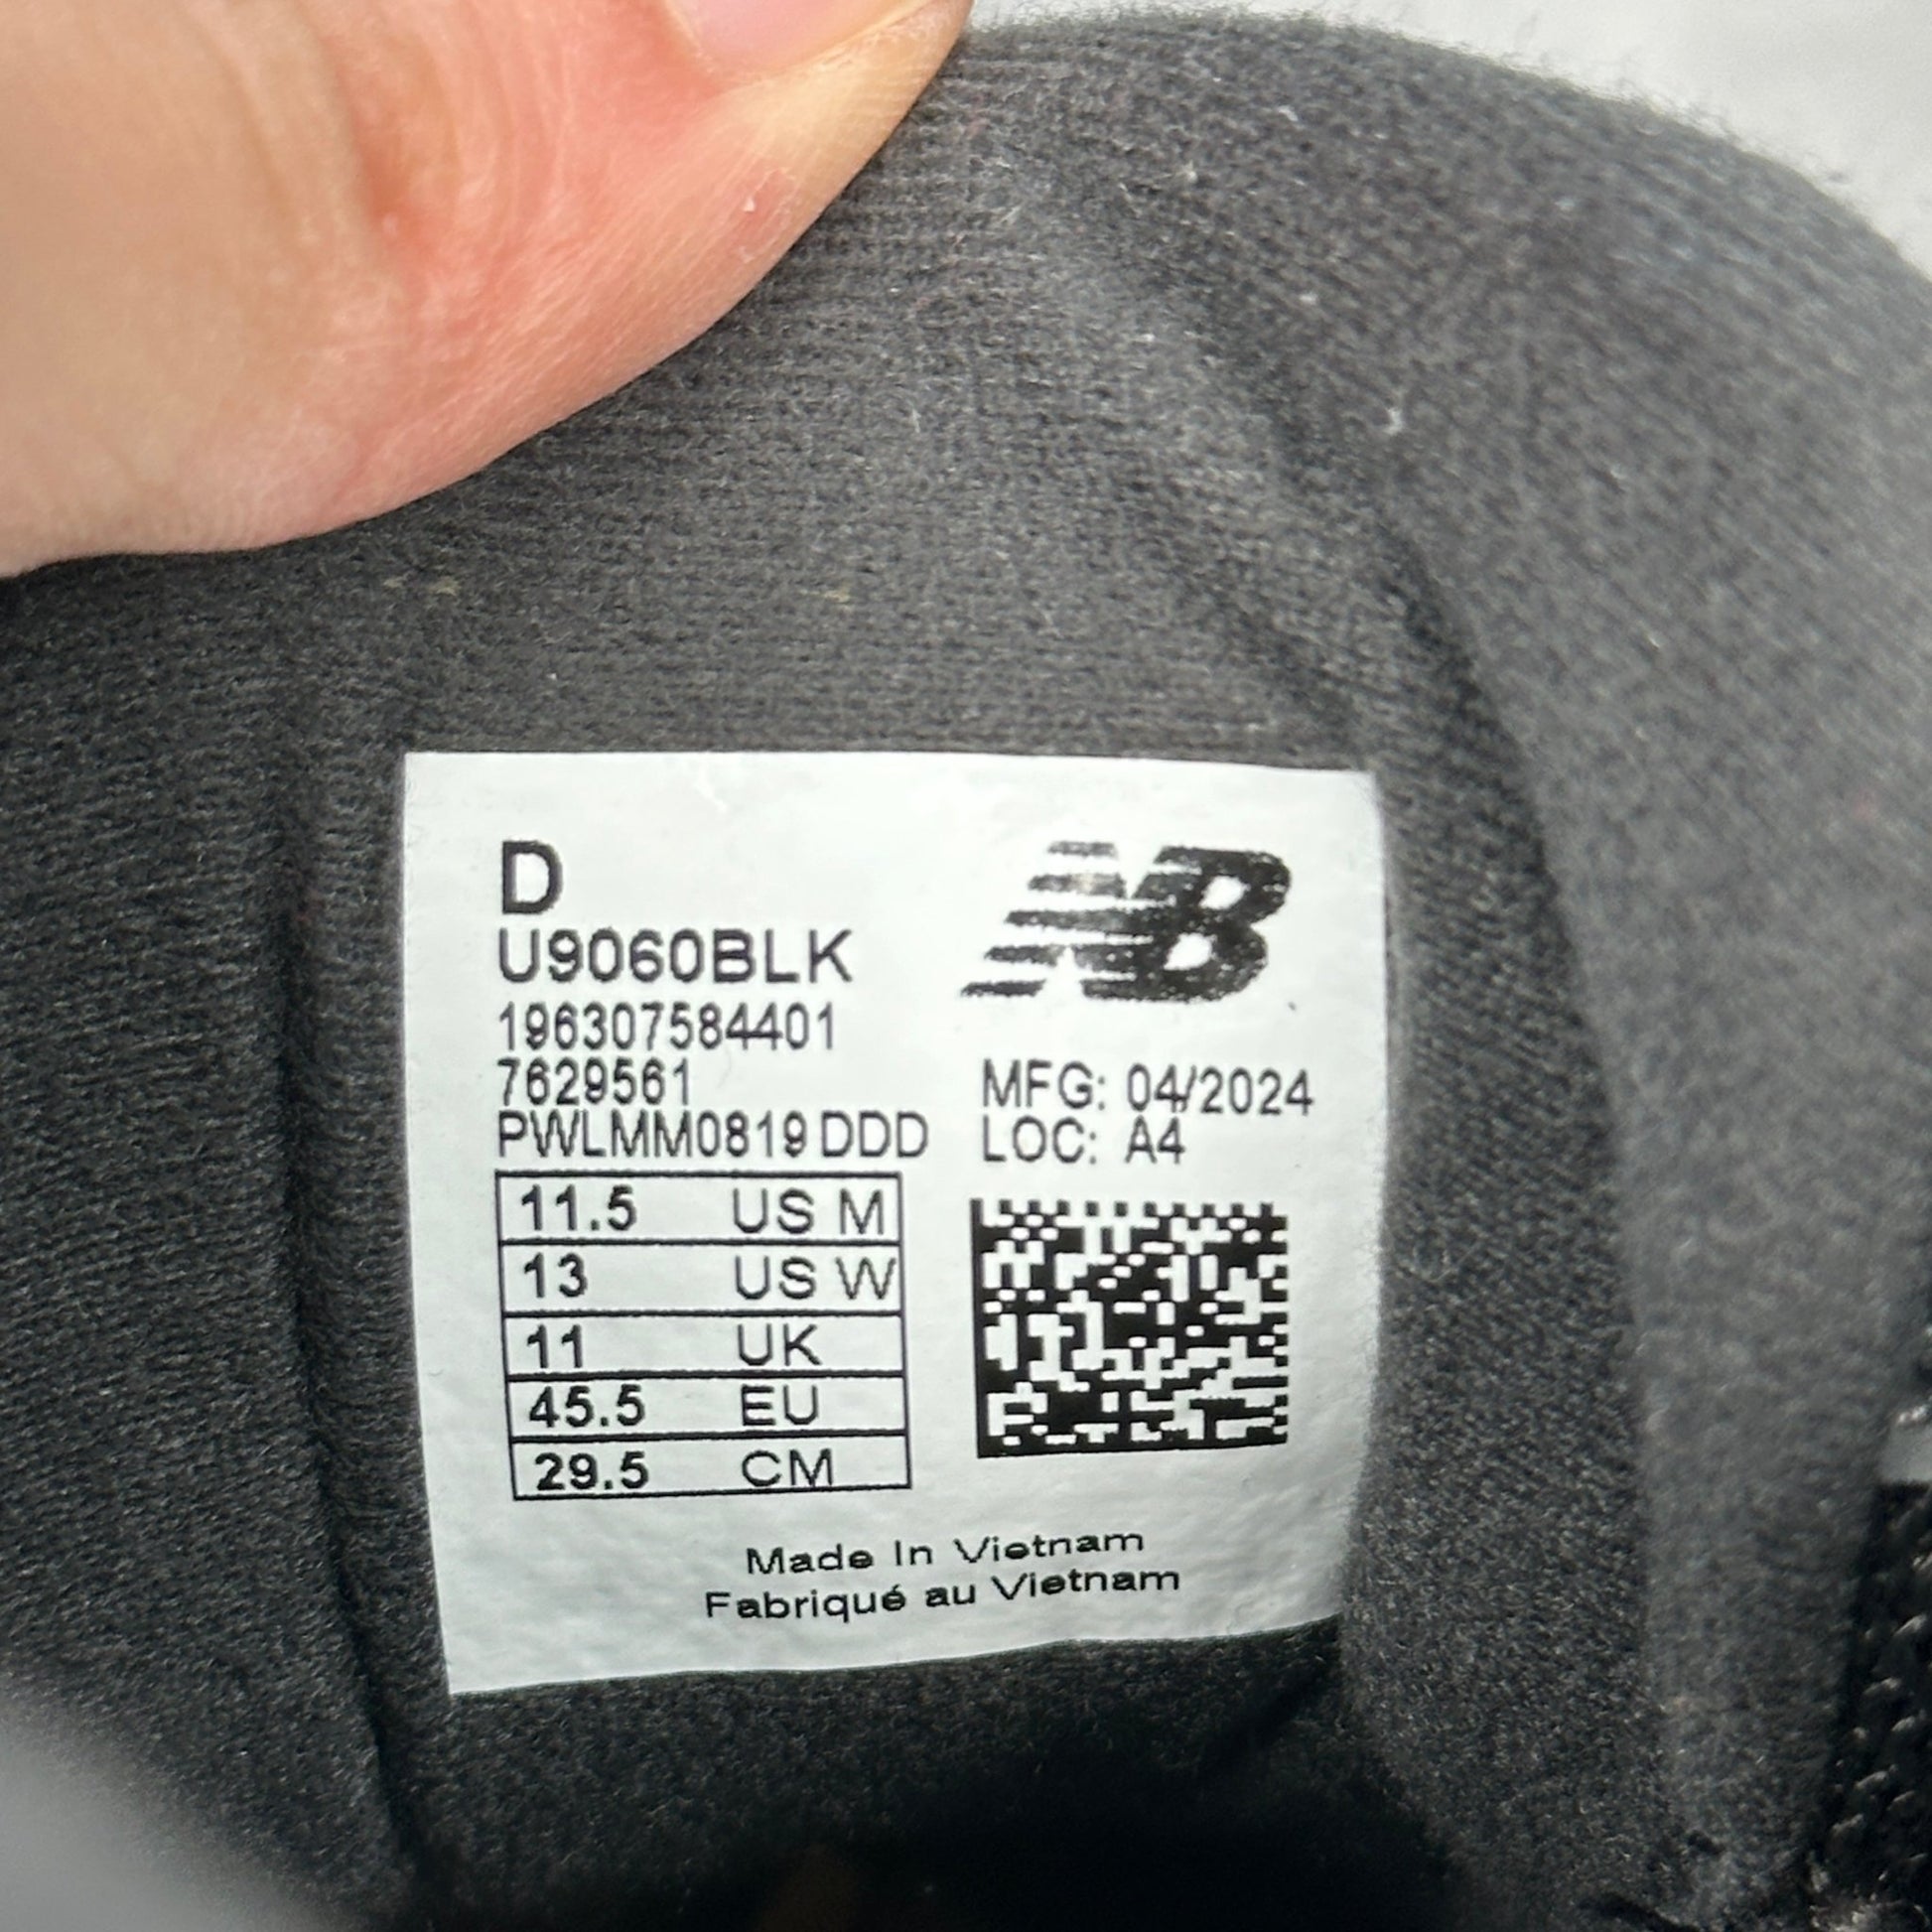 D
U9060BLK
196307584401
7629561
PWLMM0819 DDD
NB
MFG: 04/2024
LOC: A4
11.5 US M
13 US W
11 UK
45.5 EU
29.5 CM
Made In Vietnam
Fabriqué au Vietnam